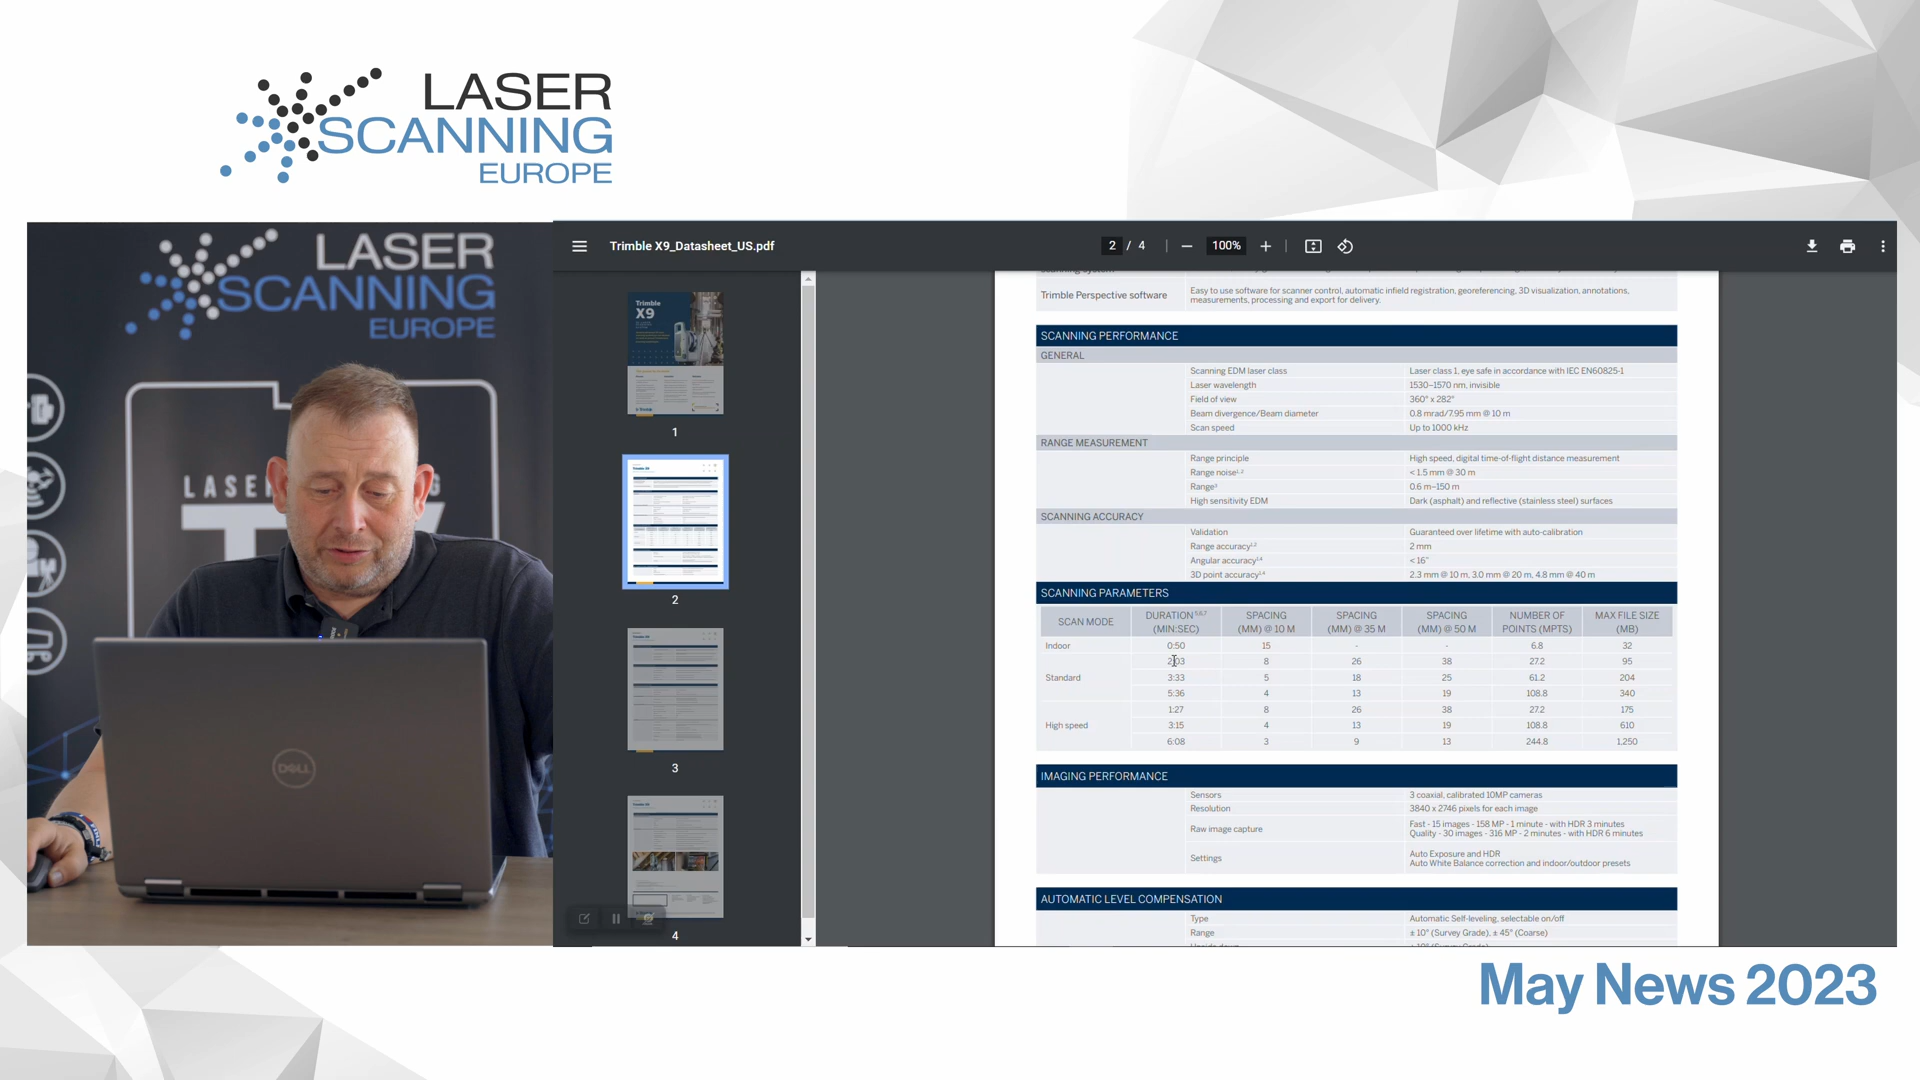 LASER
SCANNING
EUROPE
LASER
SCANNING
EUROPE
LASE
G
DELL
Trimble X9_Datasheet_US.pdf
2 / 4
100%
Trimble
X9
1
2
3
4
Trimble Perspective software
Easy to use software for scanner control, automatic infield registration, georeferencing, 3D visualization, annotations,
measurements, processing and export for delivery.
SCANNING PERFORMANCE
GENERAL
Scanning EDM laser class Laser class 1, eye safe in accordance with IEC EN60825-1
Laser wavelength 1530–1570 nm, invisible
Field of view 360° x 282°
Beam divergence/Beam diameter 0.8 mrad/7.95 mm @ 10 m
Scan speed Up to 1000 kHz
RANGE MEASUREMENT
Range principle High speed, digital time-of-flight distance measurement
Range noise¹·² < 1.5 mm @ 30 m
Range³ 0.6 m–150 m
High sensitivity EDM Dark (asphalt) and reflective (stainless steel) surfaces
SCANNING ACCURACY
Validation Guaranteed over lifetime with auto-calibration
Range accuracy¹·² 2 mm
Angular accuracy¹·⁴ < 16"
3D point accuracy¹·⁴ 2.3 mm @ 10 m, 3.0 mm @ 20 m, 4.8 mm @ 40 m
SCANNING PARAMETERS
SCAN MODE DURATION (MIN:SEC) SPACING (MM) @ 10 M SPACING (MM) @ 35 M SPACING (MM) @ 50 M NUMBER OF POINTS (MPTS) MAX FILE SIZE (MB)
Indoor 0:50 15 - - 6.8 32
2:03 8 26 38 27.2 95
Standard 3:33 5 18 25 61.2 204
5:36 4 13 19 108.8 340
1:27 8 26 38 27.2 175
High speed 3:15 4 13 19 108.8 610
6:08 3 9 13 244.8 1,250
IMAGING PERFORMANCE
Sensors 3 coaxial, calibrated 10MP cameras
Resolution 3840 x 2746 pixels for each image
Raw image capture
Fast - 15 images - 158 MP - 1 minute - with HDR 3 minutes
Quality - 30 images - 316 MP - 2 minutes - with HDR 6 minutes
Settings
Auto Exposure and HDR
Auto White Balance correction and indoor/outdoor presets
AUTOMATIC LEVEL COMPENSATION
Type Automatic Self-leveling, selectable on/off
Range ± 10° (Survey Grade), ± 45° (Coarse)
May News 2023